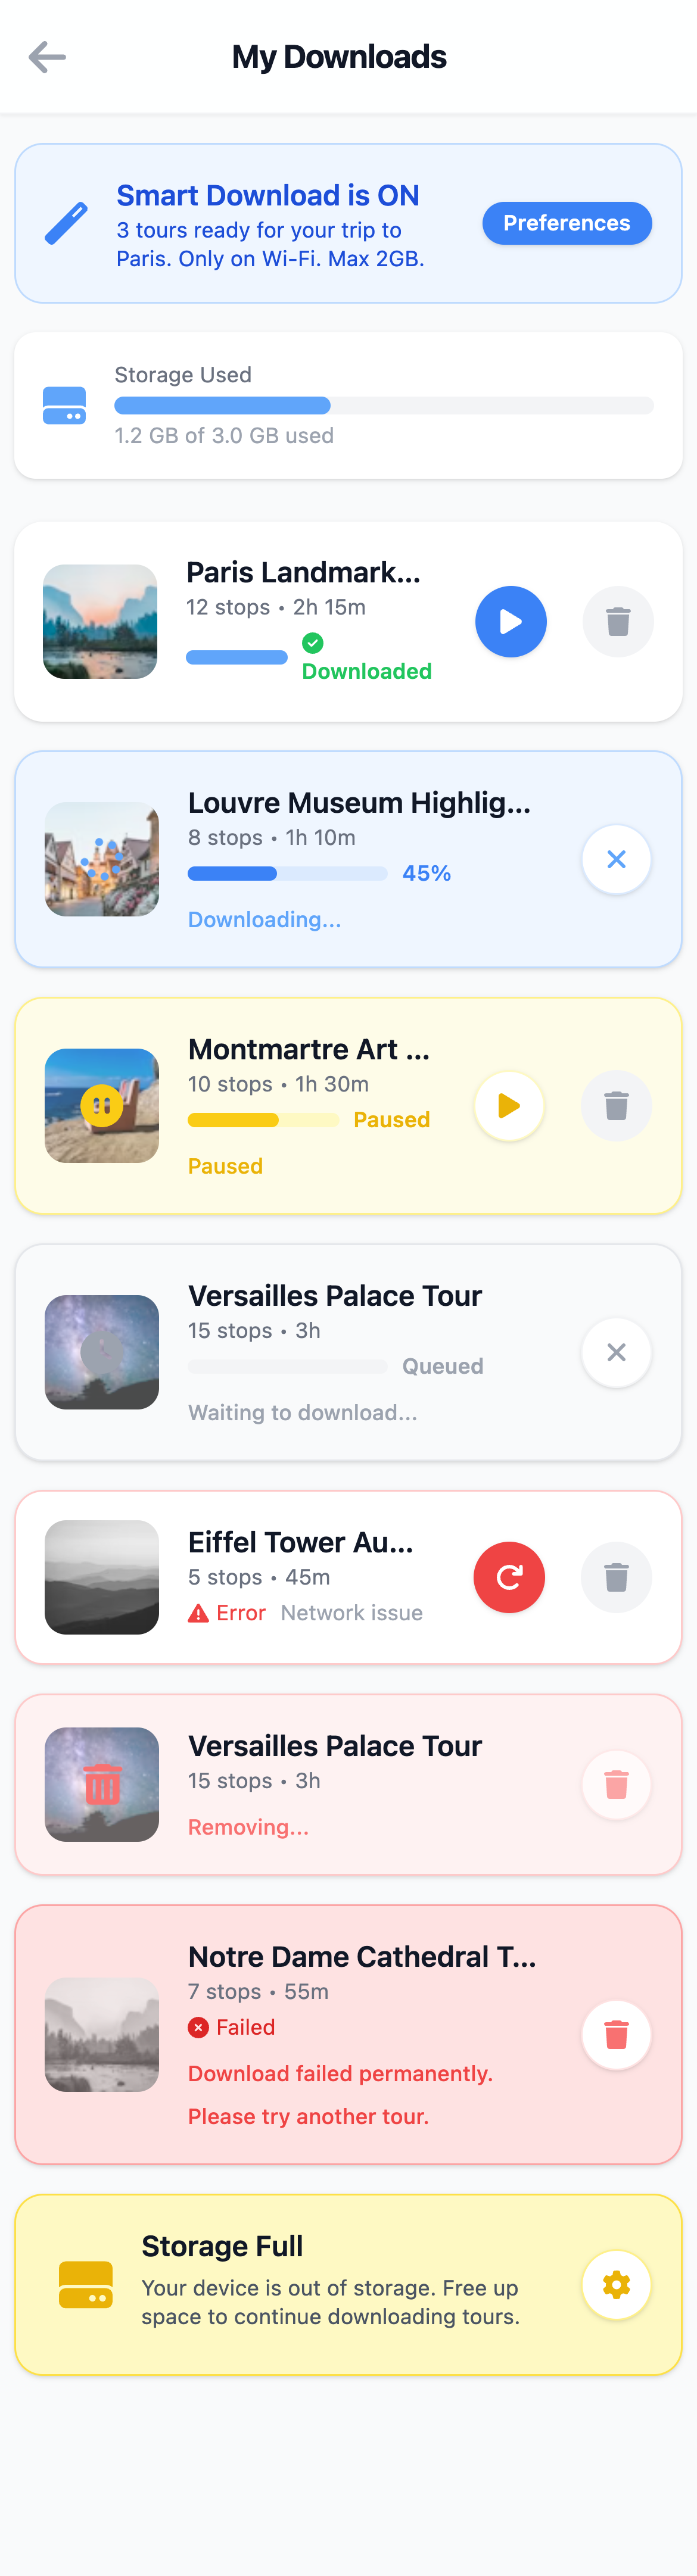 My Downloads
Smart Download is ON
3 tours ready for your trip to
Paris. Only on Wi-Fi. Max 2GB.
Preferences
Storage Used
1.2 GB of 3.0 GB used
Paris Landmark...
12 stops • 2h 15m
Downloaded
Louvre Museum Highlig...
8 stops • 1h 10m
45%
Downloading...
Montmartre Art ...
10 stops • 1h 30m
Paused
Paused
Versailles Palace Tour
15 stops • 3h
Queued
Waiting to download...
Eiffel Tower Au...
5 stops • 45m
Error Network issue
Versailles Palace Tour
15 stops • 3h
Removing...
Notre Dame Cathedral T...
7 stops • 55m
Failed
Download failed permanently.
Please try another tour.
Storage Full
Your device is out of storage. Free up
space to continue downloading tours.